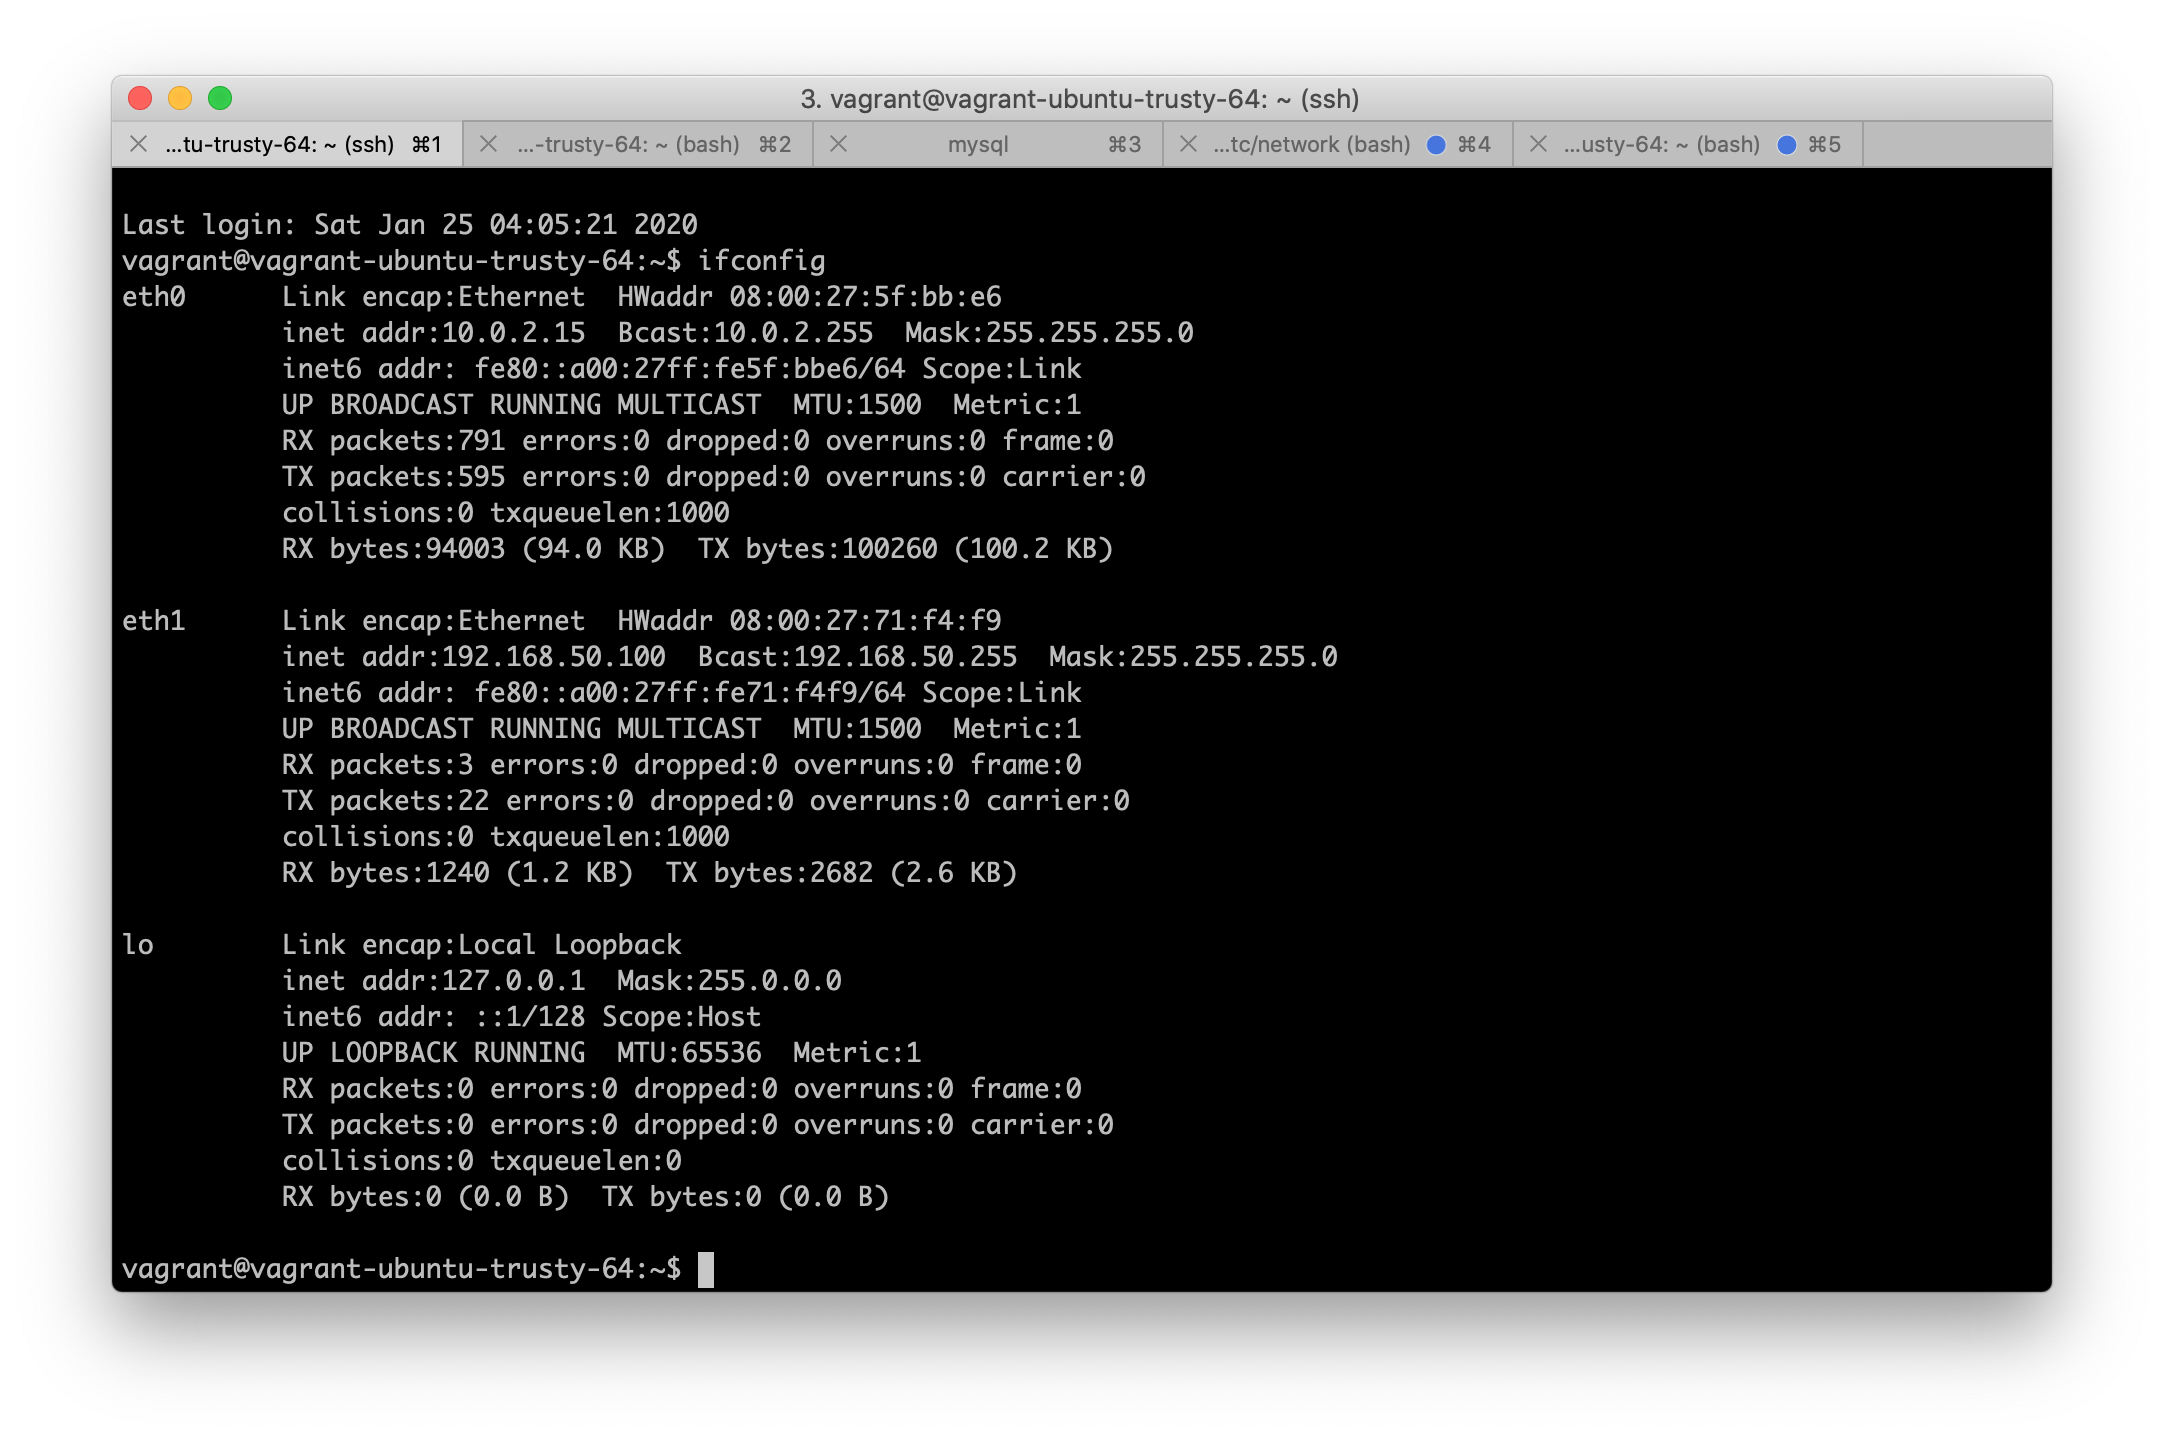 3. vagrant@vagrant-ubuntu-trusty-64: ~ (ssh)
...tu-trusty-64: ~ (ssh) ⌘1 ...-trusty-64: ~ (bash) ⌘2 mysql ⌘3 ...tc/network (bash) ⌘4 ...usty-64: ~ (bash) ⌘5
Last login: Sat Jan 25 04:05:21 2020
vagrant@vagrant-ubuntu-trusty-64:~$ ifconfig
eth0      Link encap:Ethernet  HWaddr 08:00:27:5f:bb:e6
          inet addr:10.0.2.15  Bcast:10.0.2.255  Mask:255.255.255.0
          inet6 addr: fe80::a00:27ff:fe5f:bbe6/64 Scope:Link
          UP BROADCAST RUNNING MULTICAST  MTU:1500  Metric:1
          RX packets:791 errors:0 dropped:0 overruns:0 frame:0
          TX packets:595 errors:0 dropped:0 overruns:0 carrier:0
          collisions:0 txqueuelen:1000
          RX bytes:94003 (94.0 KB)  TX bytes:100260 (100.2 KB)

eth1      Link encap:Ethernet  HWaddr 08:00:27:71:f4:f9
          inet addr:192.168.50.100  Bcast:192.168.50.255  Mask:255.255.255.0
          inet6 addr: fe80::a00:27ff:fe71:f4f9/64 Scope:Link
          UP BROADCAST RUNNING MULTICAST  MTU:1500  Metric:1
          RX packets:3 errors:0 dropped:0 overruns:0 frame:0
          TX packets:22 errors:0 dropped:0 overruns:0 carrier:0
          collisions:0 txqueuelen:1000
          RX bytes:1240 (1.2 KB)  TX bytes:2682 (2.6 KB)

lo        Link encap:Local Loopback
          inet addr:127.0.0.1  Mask:255.0.0.0
          inet6 addr: ::1/128 Scope:Host
          UP LOOPBACK RUNNING  MTU:65536  Metric:1
          RX packets:0 errors:0 dropped:0 overruns:0 frame:0
          TX packets:0 errors:0 dropped:0 overruns:0 carrier:0
          collisions:0 txqueuelen:0
          RX bytes:0 (0.0 B)  TX bytes:0 (0.0 B)

vagrant@vagrant-ubuntu-trusty-64:~$